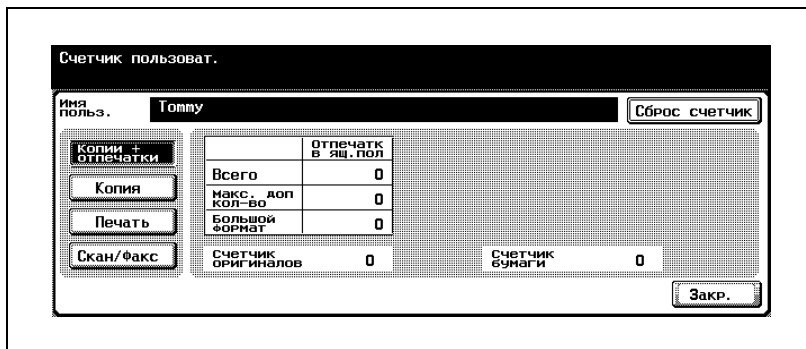 Счетчик пользоват.
Имя
польз.
Tommy
Сброс счетчик
Копии +
отпечатки
Копия
Печать
Скан/Факс
Отпечатк
в ящ.пол
Всего 0
Макс. доп
кол-во 0
Большой
формат 0
Счетчик
оригиналов 0
Счетчик
бумаги 0
Закр.